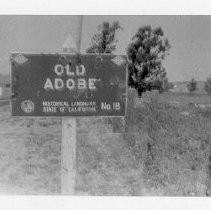 OLD
ADOBE
HISTORICAL LANDMARK
STATE OF CALIFORNIA No. 18